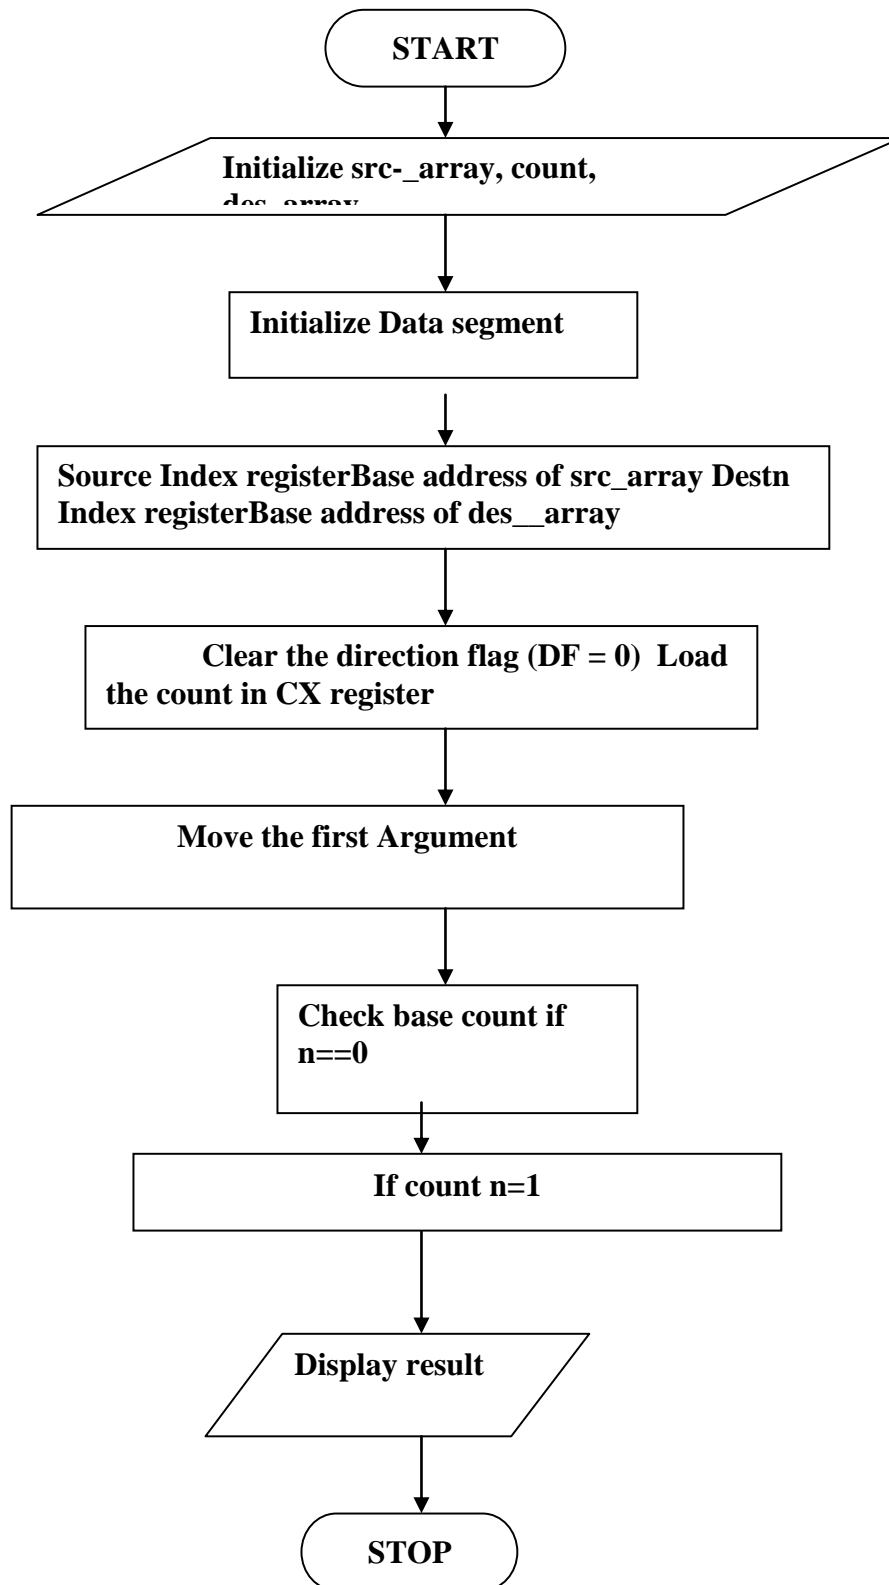 START
Initialize src-_array, count,
des_array
Initialize Data segment
Source Index registerBase address of src_array Destn
Index registerBase address of des__array
Clear the direction flag (DF = 0) Load
the count in CX register
Move the first Argument
Check base count if
n==0
If count n=1
Display result
STOP